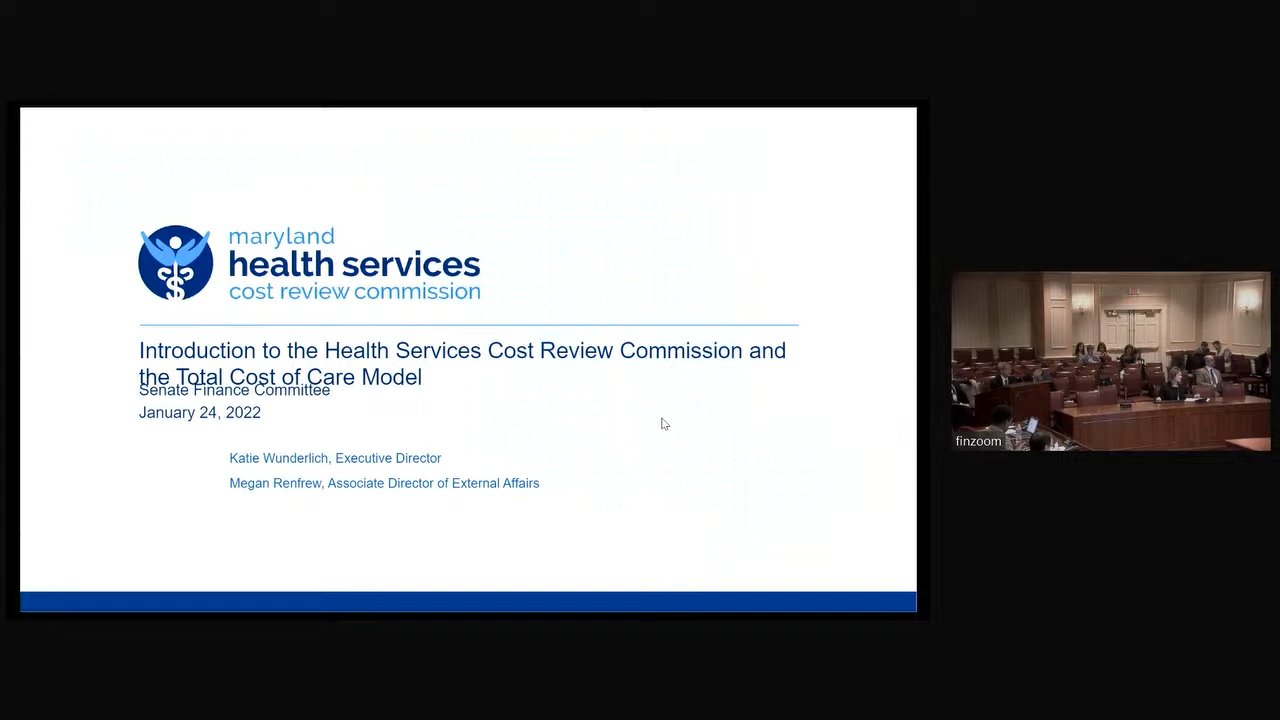 maryland
health services
cost review commission
Introduction to the Health Services Cost Review Commission and
the Total Cost of Care Model
Senate Finance Committee
January 24, 2022
Katie Wunderlich, Executive Director
Megan Renfrew, Associate Director of External Affairs
finzoom